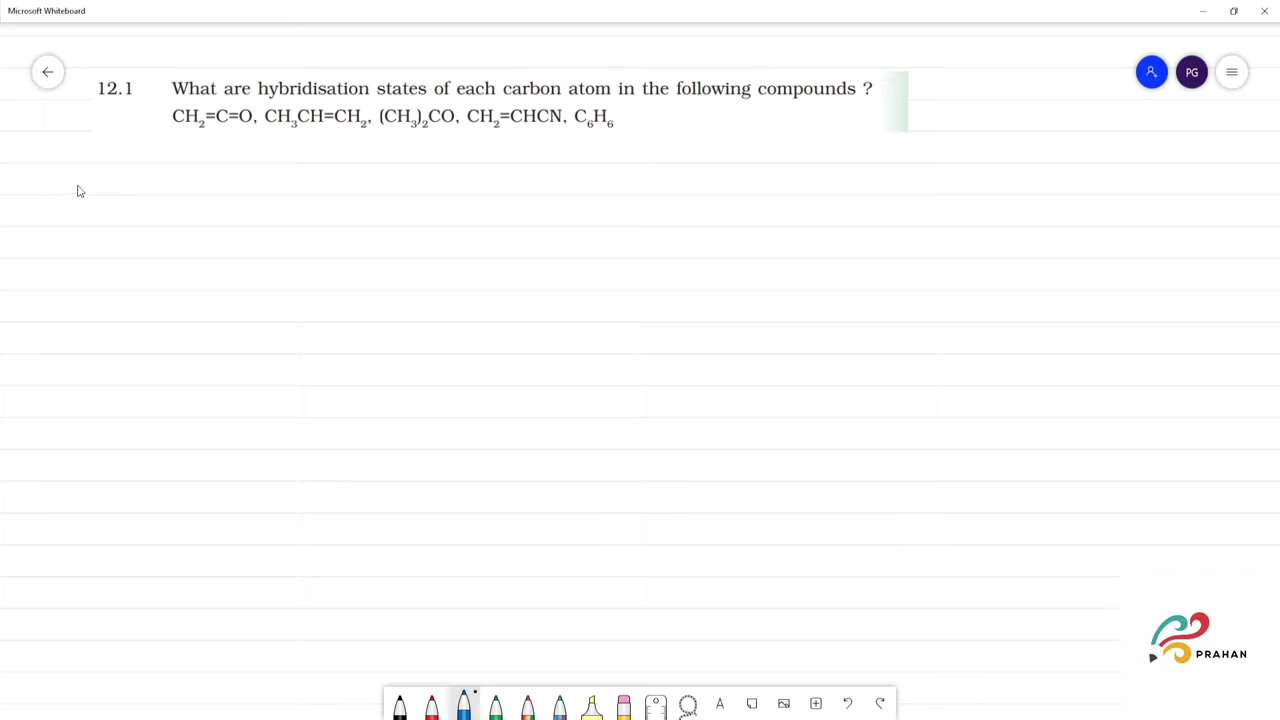 Microsoft Whiteboard
PG
12.1 What are hybridisation states of each carbon atom in the following compounds ?
CH₂=C=O, CH₃CH=CH₂, (CH₃)₂CO, CH₂=CHCN, C₆H₆
PRAHAN
A